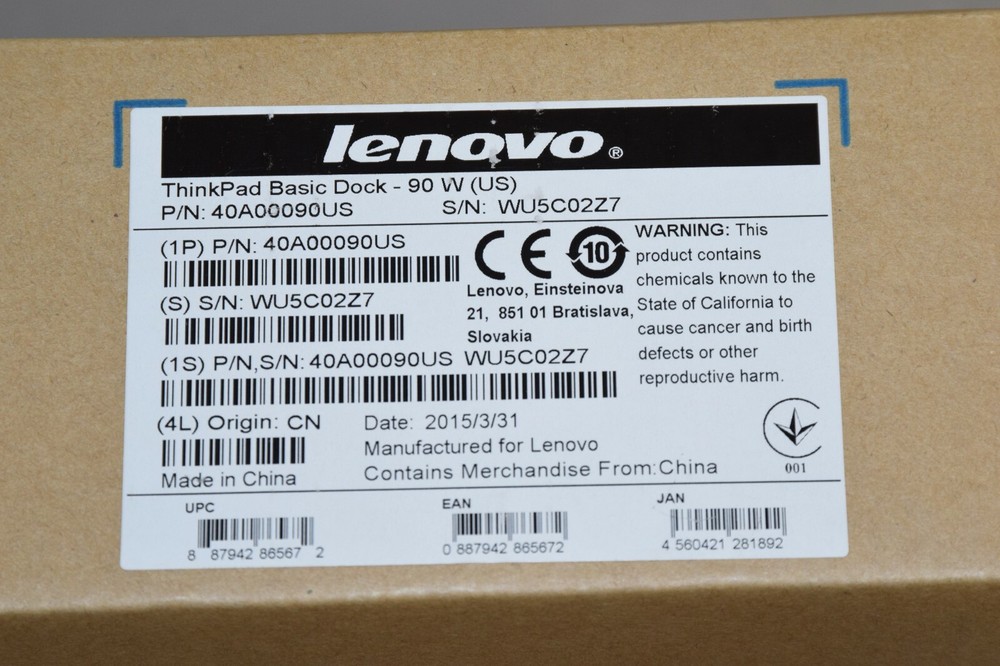 lenovo®
ThinkPad Basic Dock - 90 W (US)
P/N: 40A00090US S/N: WU5C02Z7
(1P) P/N: 40A00090US
(S) S/N: WU5C02Z7
CE 10
Lenovo, Einsteinova
21, 851 01 Bratislava,
Slovakia
WARNING: This
product contains
chemicals known to the
State of California to
cause cancer and birth
defects or other
reproductive harm.
(1S) P/N,S/N: 40A00090US WU5C02Z7
(4L) Origin: CN
Made in China
Date: 2015/3/31
Manufactured for Lenovo
Contains Merchandise From:China
001
UPC
8 87942 86567 2
EAN
0 887942 865672
JAN
4 560421 281892